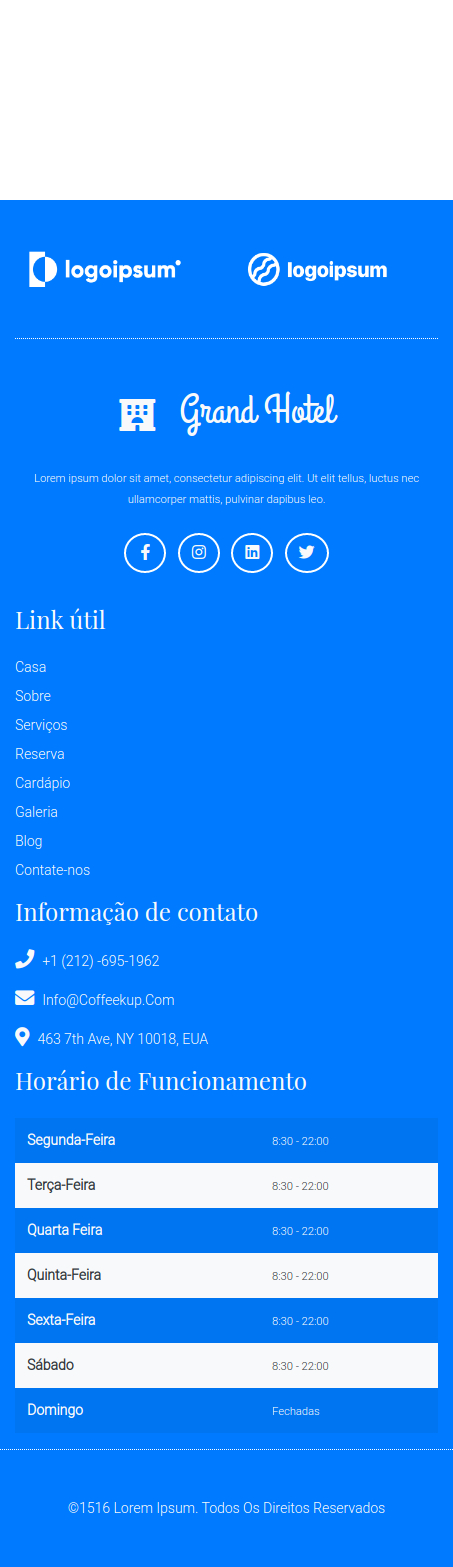 logoipsum
logoipsum
Grand Hotel
Lorem ipsum dolor sit amet, consectetur adipiscing elit. Ut elit tellus, luctus nec
ullamcorper mattis, pulvinar dapibus leo.
Link útil
Casa
Sobre
Serviços
Reserva
Cardápio
Galeria
Blog
Contate-nos
Informação de contato
+1 (212) -695-1962
Info@Coffeekup.Com
463 7th Ave, NY 10018, EUA
Horário de Funcionamento
Segunda-Feira 8:30 - 22:00
Terça-Feira 8:30 - 22:00
Quarta Feira 8:30 - 22:00
Quinta-Feira 8:30 - 22:00
Sexta-Feira 8:30 - 22:00
Sábado 8:30 - 22:00
Domingo Fechadas
©1516 Lorem Ipsum. Todos Os Direitos Reservados